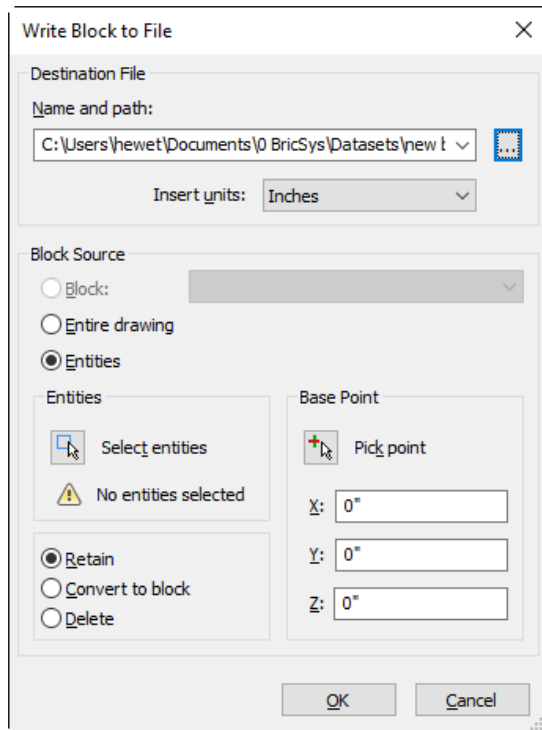 Write Block to File
Destination File
Name and path:
C:\Users\hewet\Documents\0 BricSys\Datasets\new b
...
Insert units: Inches
Block Source
Block:
Entire drawing
Entities
Entities
Select entities
No entities selected
Retain
Convert to block
Delete
Base Point
Pick point
X: 0"
Y: 0"
Z: 0"
OK Cancel